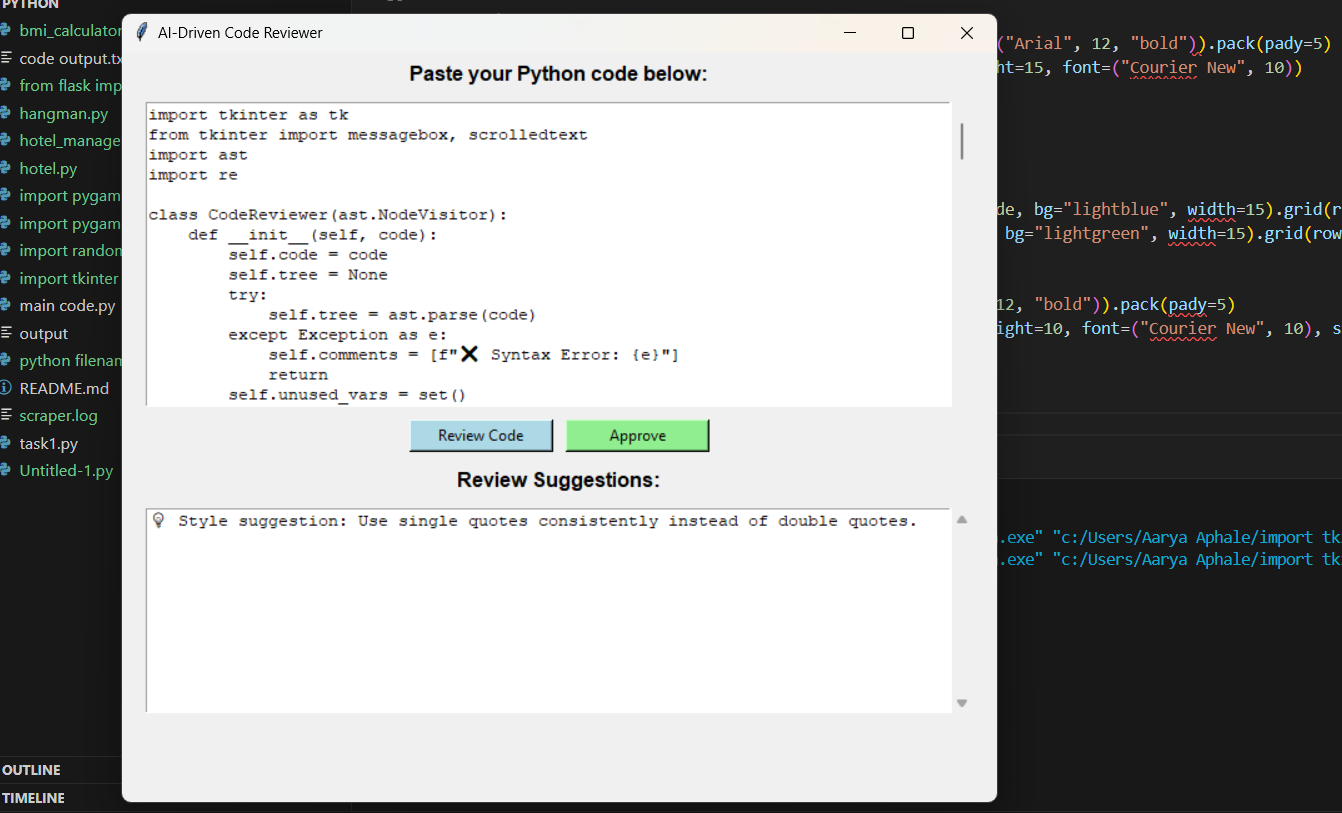 PYTHON
bmi_calculator
code output.tx
from flask imp
hangman.py
hotel_manage
hotel.py
import pygam
import pygam
import random
import tkinter
main code.py
output
python filenan
README.md
scraper.log
task1.py
Untitled-1.py
OUTLINE
TIMELINE
AI-Driven Code Reviewer
Paste your Python code below:
import tkinter as tk
from tkinter import messagebox, scrolledtext
import ast
import re
class CodeReviewer(ast.NodeVisitor):
    def __init__(self, code):
        self.code = code
        self.tree = None
        try:
            self.tree = ast.parse(code)
        except Exception as e:
            self.comments = [f"❌ Syntax Error: {e}"]
            return
        self.unused_vars = set()
Review Code
Approve
Review Suggestions:
💡 Style suggestion: Use single quotes consistently instead of double quotes.
("Arial", 12, "bold")).pack(pady=5)
ht=15, font=("Courier New", 10))
de, bg="lightblue", width=15).grid(r
bg="lightgreen", width=15).grid(row
12, "bold")).pack(pady=5)
ight=10, font=("Courier New", 10), s
.exe" "c:/Users/Aarya Aphale/import tk
.exe" "c:/Users/Aarya Aphale/import tk